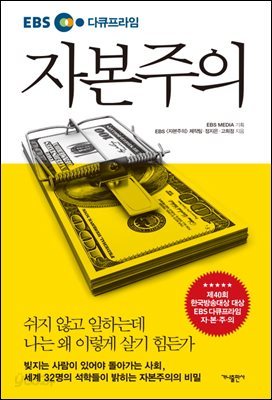 EBS 다큐프라임
자본주의
EBS MEDIA 기획
EBS 〈자본주의〉 제작팀 · 정지은 · 고희정 지음
100
★★★★★
제40회
한국방송대상 대상
EBS 다큐프라임
자·본·주·의
쉬지 않고 일하는데
나는 왜 이렇게 살기 힘든가
빚지는 사람이 있어야 돌아가는 사회,
세계 32명의 석학들이 밝히는 자본주의의 비밀
가나출판사